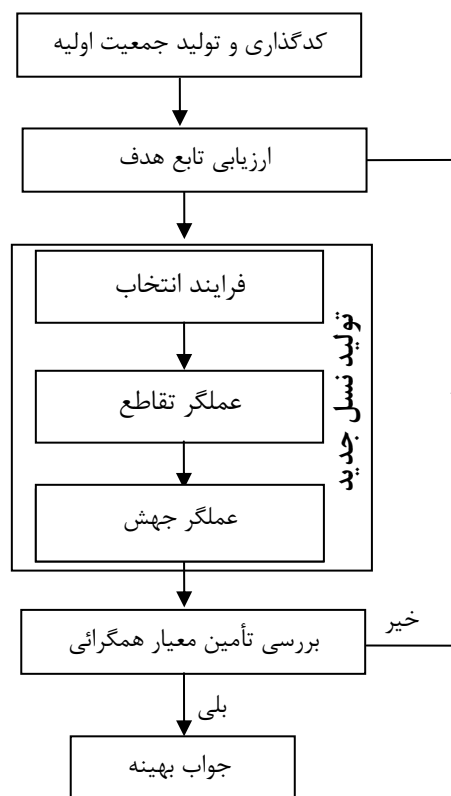 کدگذاری و تولید جمعیت اولیه
ارزیابی تابع هدف
فرایند انتخاب
عملگر تقاطع
عملگر جهش
تولید نسل جدید
بررسی تأمین معیار همگرائی
خیر
بلی
جواب بهینه